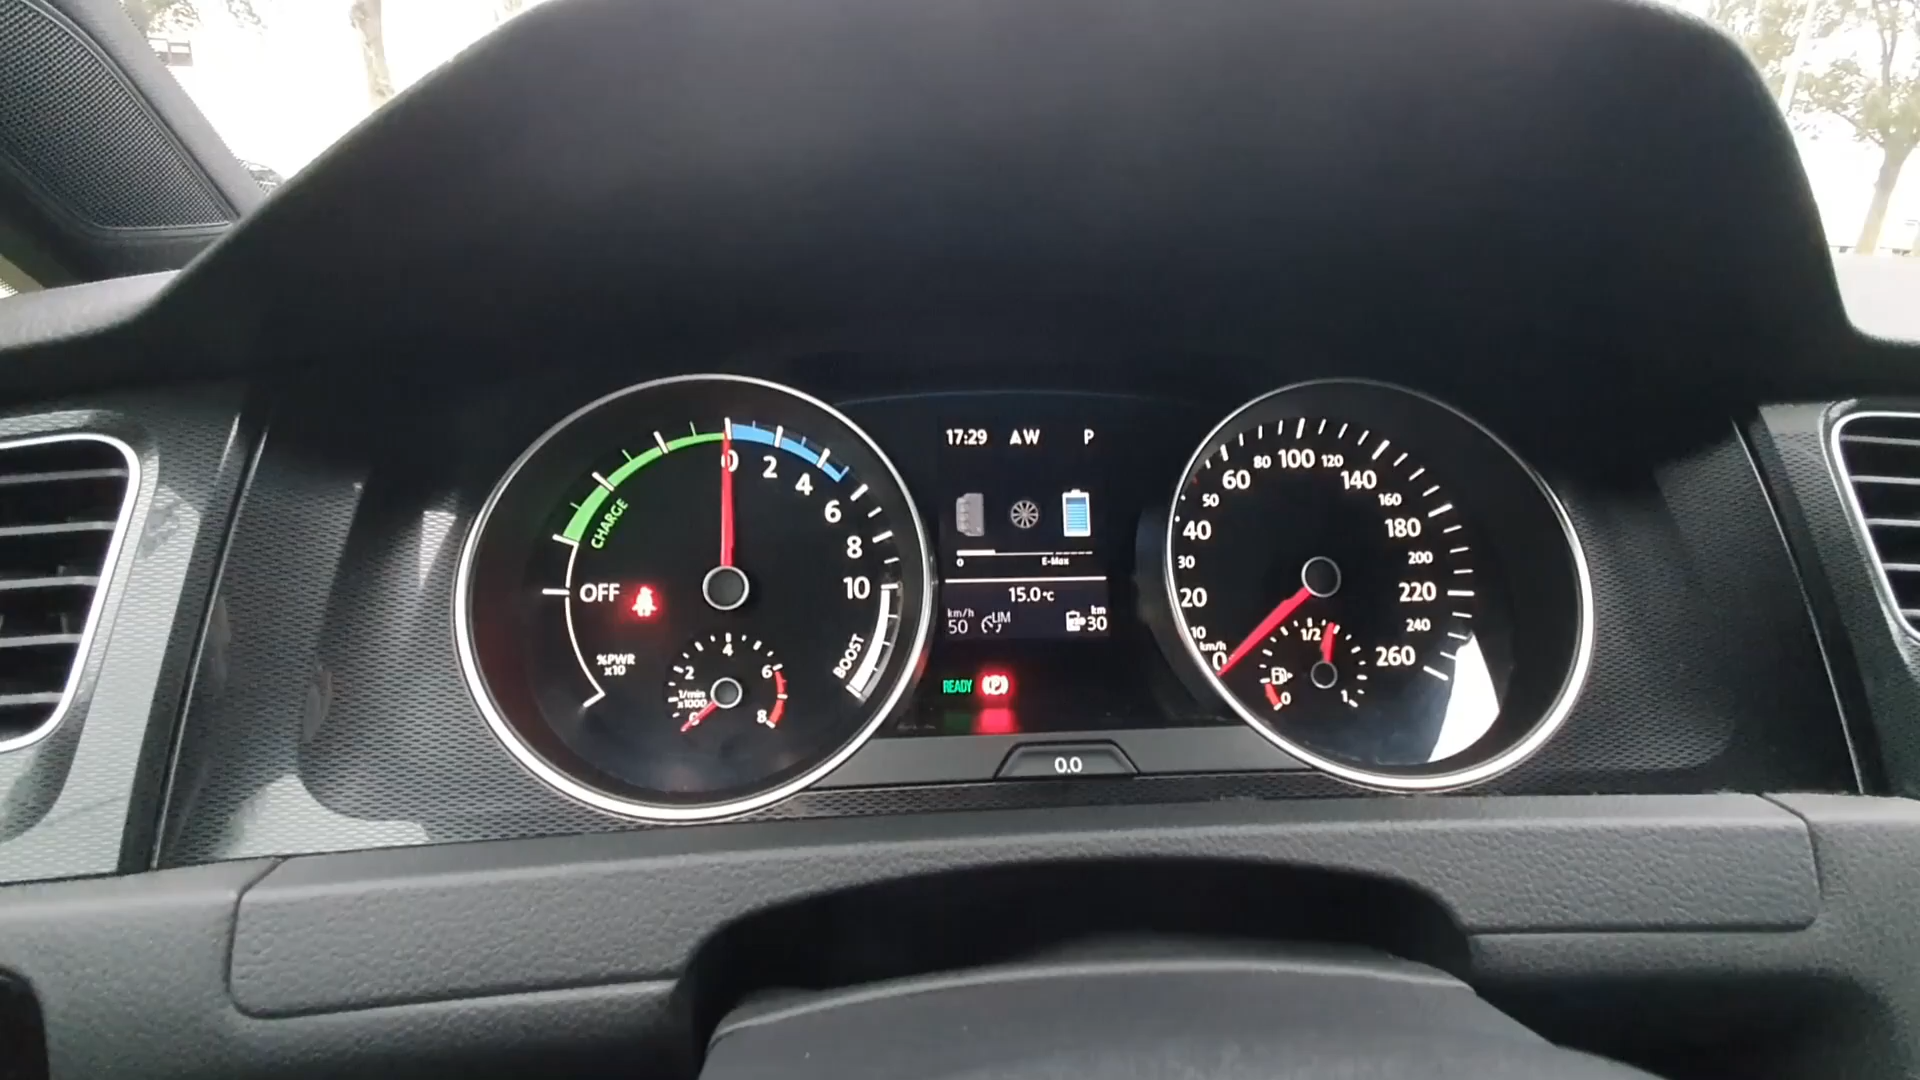 17:29 AW P
0 2 4 6 8 10
CHARGE
OFF
%PWR
x10
BOOST
2 4 6 8
1/min
x1000
0
0 E-Max
15.0°C
km/h
50
LIM
km
30
READY
(P)
0.0
0 10 20 30 40 50 60 80 100 120 140 160 180 200 220 240 260
km/h
0 1/2 1